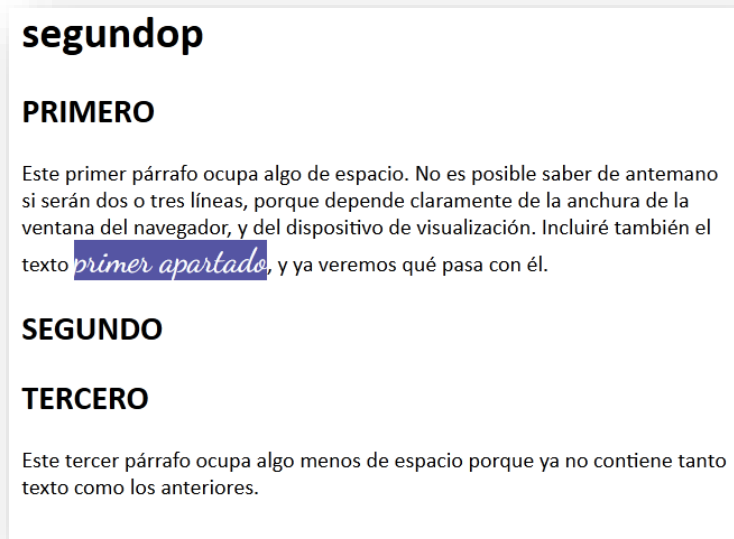 segundop
PRIMERO
Este primer párrafo ocupa algo de espacio. No es posible saber de antemano
si serán dos o tres líneas, porque depende claramente de la anchura de la
ventana del navegador, y del dispositivo de visualización. Incluiré también el
texto primer apartado, y ya veremos qué pasa con él.
SEGUNDO
TERCERO
Este tercer párrafo ocupa algo menos de espacio porque ya no contiene tanto
texto como los anteriores.